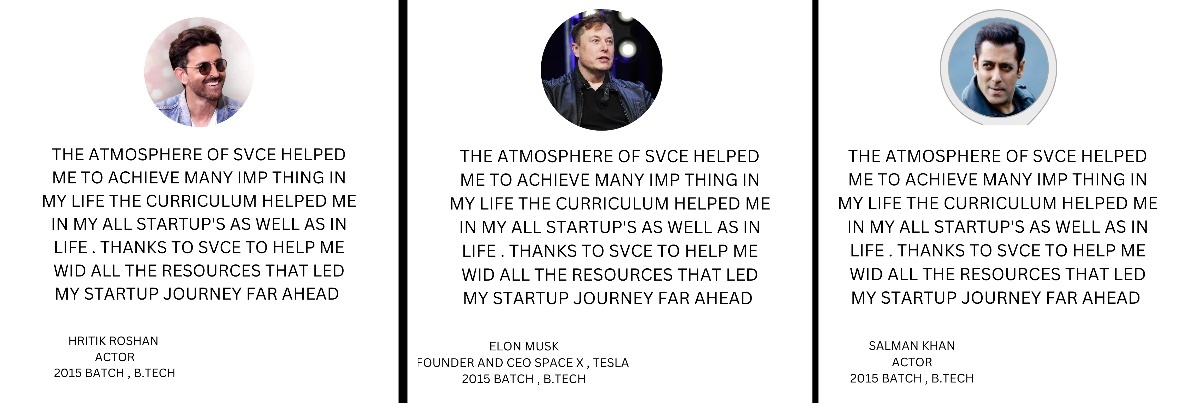 THE ATMOSPHERE OF SVCE HELPED
ME TO ACHIEVE MANY IMP THING IN
MY LIFE THE CURRICULUM HELPED ME
IN MY ALL STARTUP'S AS WELL AS IN
LIFE . THANKS TO SVCE TO HELP ME
WID ALL THE RESOURCES THAT LED
MY STARTUP JOURNEY FAR AHEAD
HRITIK ROSHAN
ACTOR
2015 BATCH , B.TECH
THE ATMOSPHERE OF SVCE HELPED
ME TO ACHIEVE MANY IMP THING IN
MY LIFE THE CURRICULUM HELPED ME
IN MY ALL STARTUP'S AS WELL AS IN
LIFE . THANKS TO SVCE TO HELP ME
WID ALL THE RESOURCES THAT LED
MY STARTUP JOURNEY FAR AHEAD
ELON MUSK
FOUNDER AND CEO SPACE X , TESLA
2015 BATCH , B.TECH
THE ATMOSPHERE OF SVCE HELPED
ME TO ACHIEVE MANY IMP THING IN
MY LIFE THE CURRICULUM HELPED ME
IN MY ALL STARTUP'S AS WELL AS IN
LIFE . THANKS TO SVCE TO HELP ME
WID ALL THE RESOURCES THAT LED
MY STARTUP JOURNEY FAR AHEAD
SALMAN KHAN
ACTOR
2015 BATCH , B.TECH